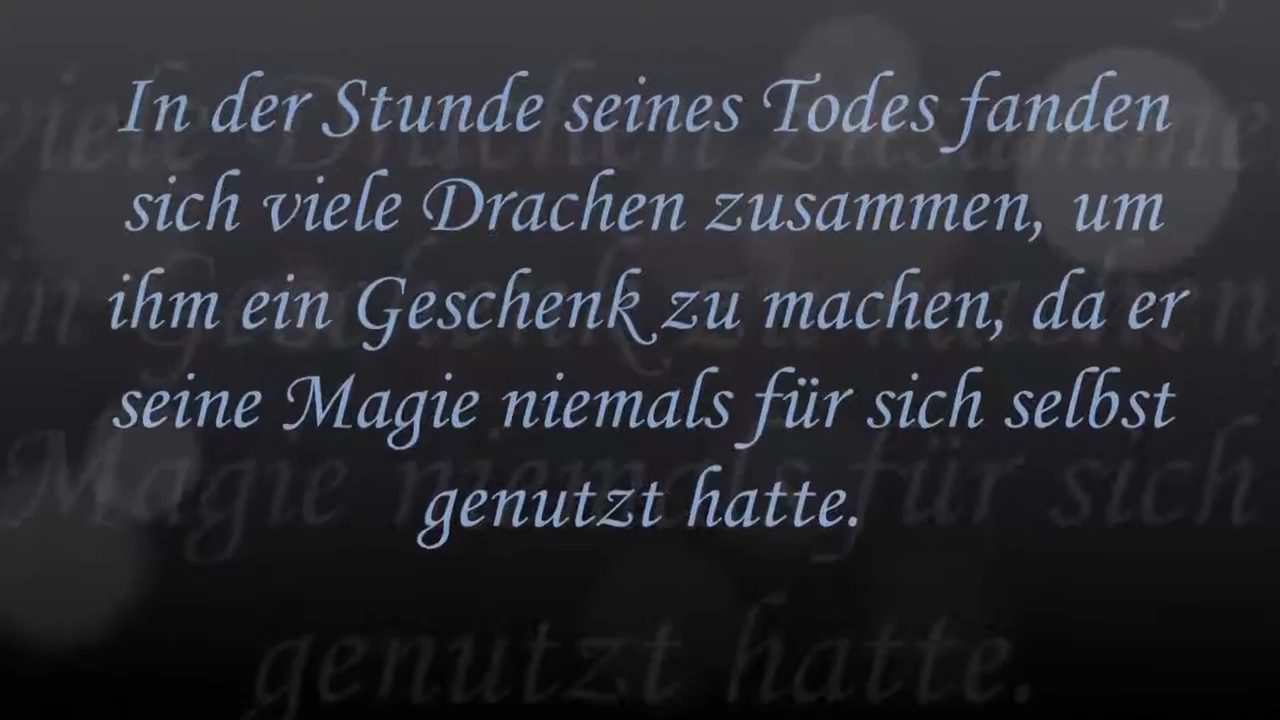 In der Stunde seines Todes fanden
sich viele Drachen zusammen, um
ihm ein Geschenk zu machen, da er
seine Magie niemals für sich selbst
genutzt hatte.